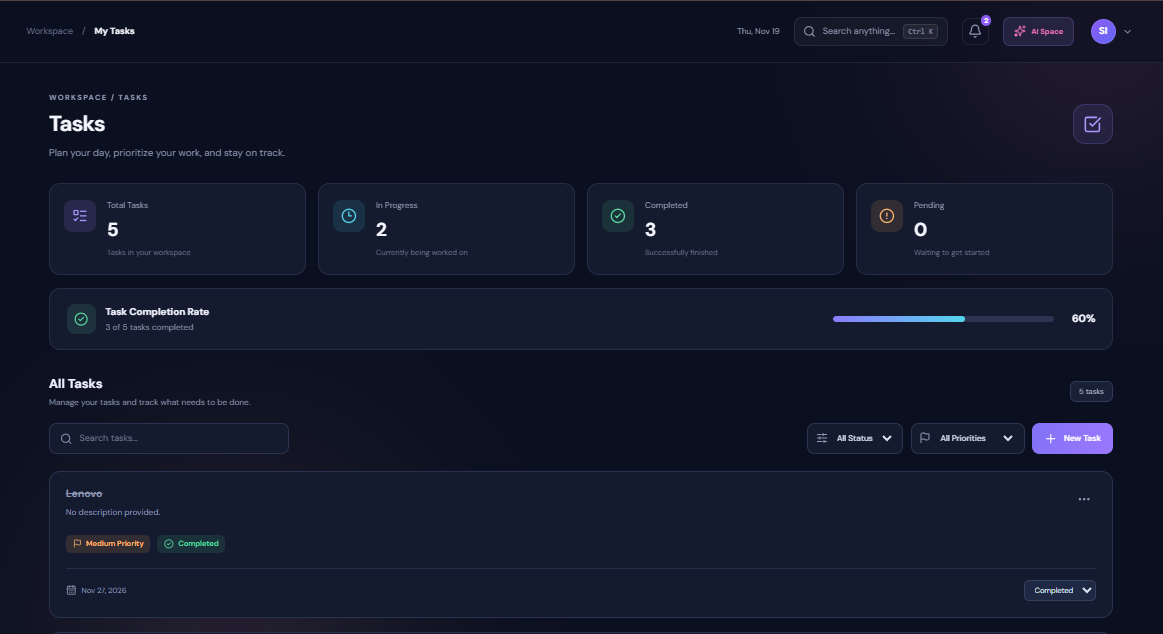 Workspace / My Tasks
Thu, Nov 19
Search anything...
Ctrl K
2
AI Space
SI
WORKSPACE / TASKS
Tasks
Plan your day, prioritize your work, and stay on track.
Total Tasks
5
Tasks in your workspace
In Progress
2
Currently being worked on
Completed
3
Successfully finished
Pending
0
Waiting to get started
Task Completion Rate
3 of 5 tasks completed
60%
All Tasks
Manage your tasks and track what needs to be done.
5 tasks
Search tasks...
All Status
All Priorities
New Task
Lenovo
No description provided.
Medium Priority
Completed
Nov 27, 2026
Completed